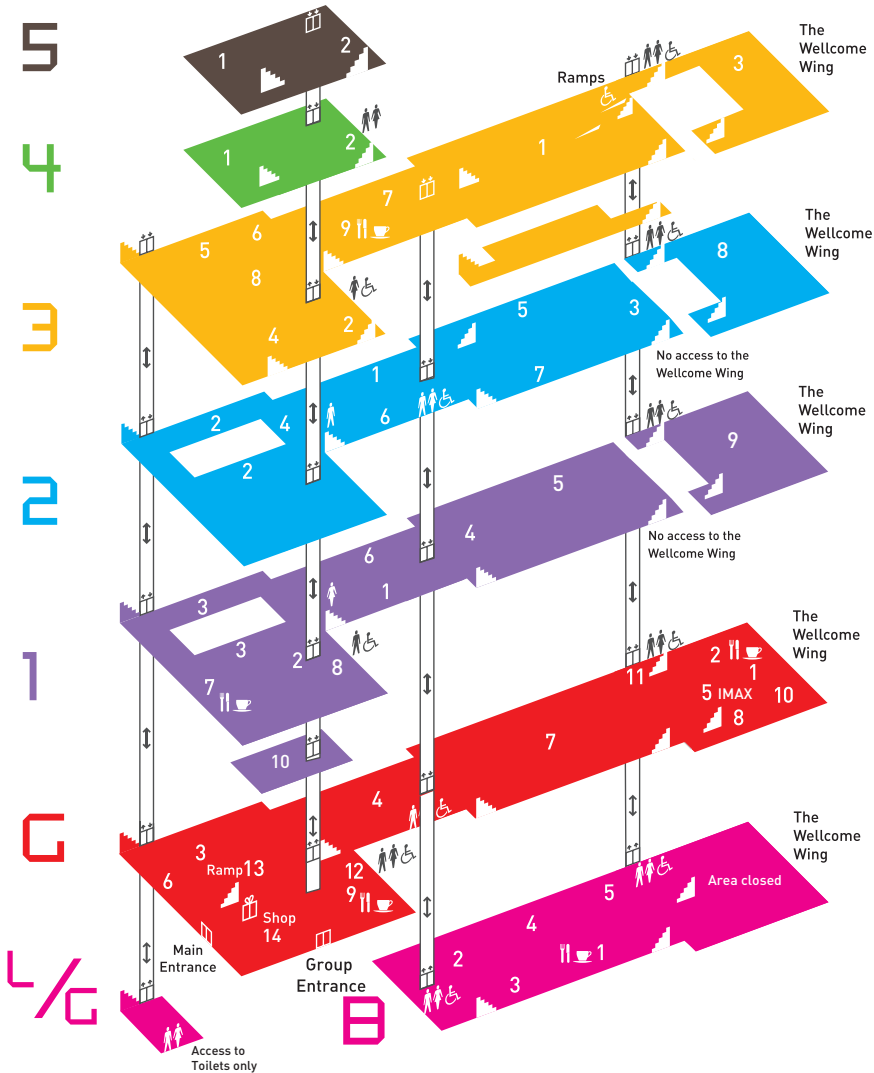 5
1
2
The
Wellcome
Wing
Ramps
3
4
1
2
1
7
9
6
5
8
4
2
3
The
Wellcome
Wing
8
5
3
No access to the
Wellcome Wing
1
7
2
4
6
2
2
The
Wellcome
Wing
9
5
No access to the
Wellcome Wing
4
6
1
3
3
2
8
7
1
10
The
Wellcome
Wing
2
1
11
5 IMAX
10
8
7
4
G
3
Ramp 13
6
12
9
Shop
14
Main
Entrance
Group
Entrance
The
Wellcome
Wing
Area closed
5
4
2
1
3
L/G
B
Access to
Toilets only